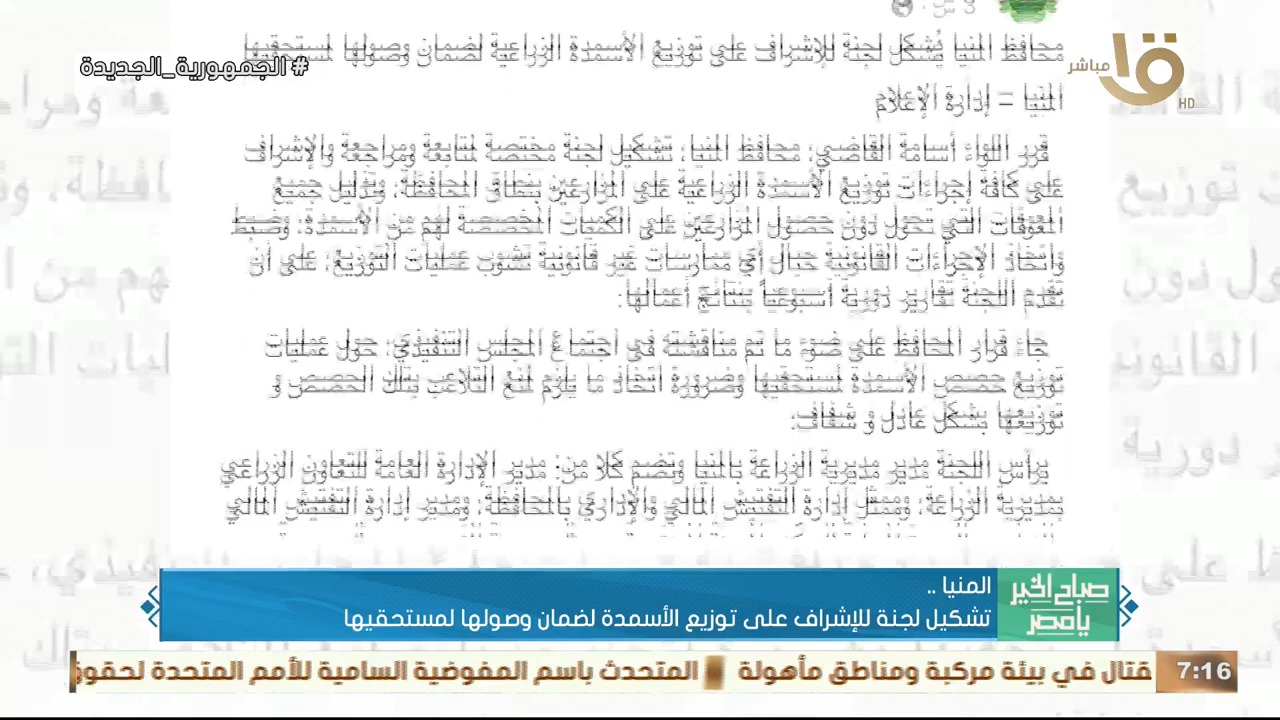 #الجمهورية_الجديدة
مباشر
HD
محافظ المنيا يُشكل لجنة للإشراف على توزيع الأسمدة الزراعية لضمان وصولها لمستحقيها
المنيا – إدارة الإعلام
قرر اللواء أسامة القاضي، محافظ المنيا، تشكيل لجنة مختصة لمتابعة ومراجعة والإشراف
على كافة إجراءات توزيع الأسمدة الزراعية على المزارعين بنطاق المحافظة، وتذليل جميع
المعوقات التي تحول دون حصول المزارعين على الكميات المخصصة لهم من الأسمدة، وضبط
واتخاذ الإجراءات القانونية حيال أي ممارسات غير قانونية تشوب عمليات التوزيع، على أن
تقدم اللجنة تقارير دورية أسبوعياً بنتائج أعمالها.
جاء قرار المحافظ على ضوء ما تم مناقشته في اجتماع المجلس التنفيذي، حول عمليات
توزيع حصص الأسمدة لمستحقيها وضرورة اتخاذ ما يلزم لمنع التلاعب بتلك الحصص و
توزيعها بشكل عادل و شفاف.
يرأس اللجنة مدير مديرية الزراعة بالمنيا وتضم كلا من: مدير الإدارة العامة للتعاون الزراعي
بمديرية الزراعة، وممثل إدارة التفتيش المالي والإداري بالمحافظة، ومدير إدارة التفتيش المالي
صباح الخير يا مصر
المنيا ..
تشكيل لجنة للإشراف على توزيع الأسمدة لضمان وصولها لمستحقيها
7:16
قتال في بيئة مركبة ومناطق مأهولة المتحدث باسم المفوضية السامية للأمم المتحدة لحقوق